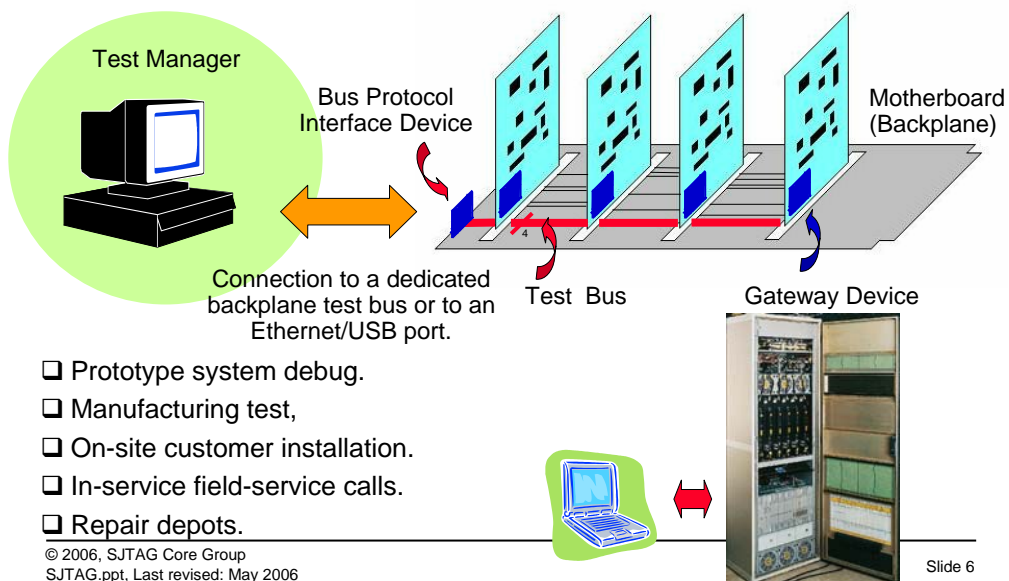 Test Manager
Bus Protocol
Interface Device
Motherboard
(Backplane)
4
Connection to a dedicated
backplane test bus or to an
Ethernet/USB port.
Test Bus
Gateway Device
❑ Prototype system debug.
❑ Manufacturing test,
❑ On-site customer installation.
❑ In-service field-service calls.
❑ Repair depots.
© 2006, SJTAG Core Group
SJTAG.ppt, Last revised: May 2006
Slide 6